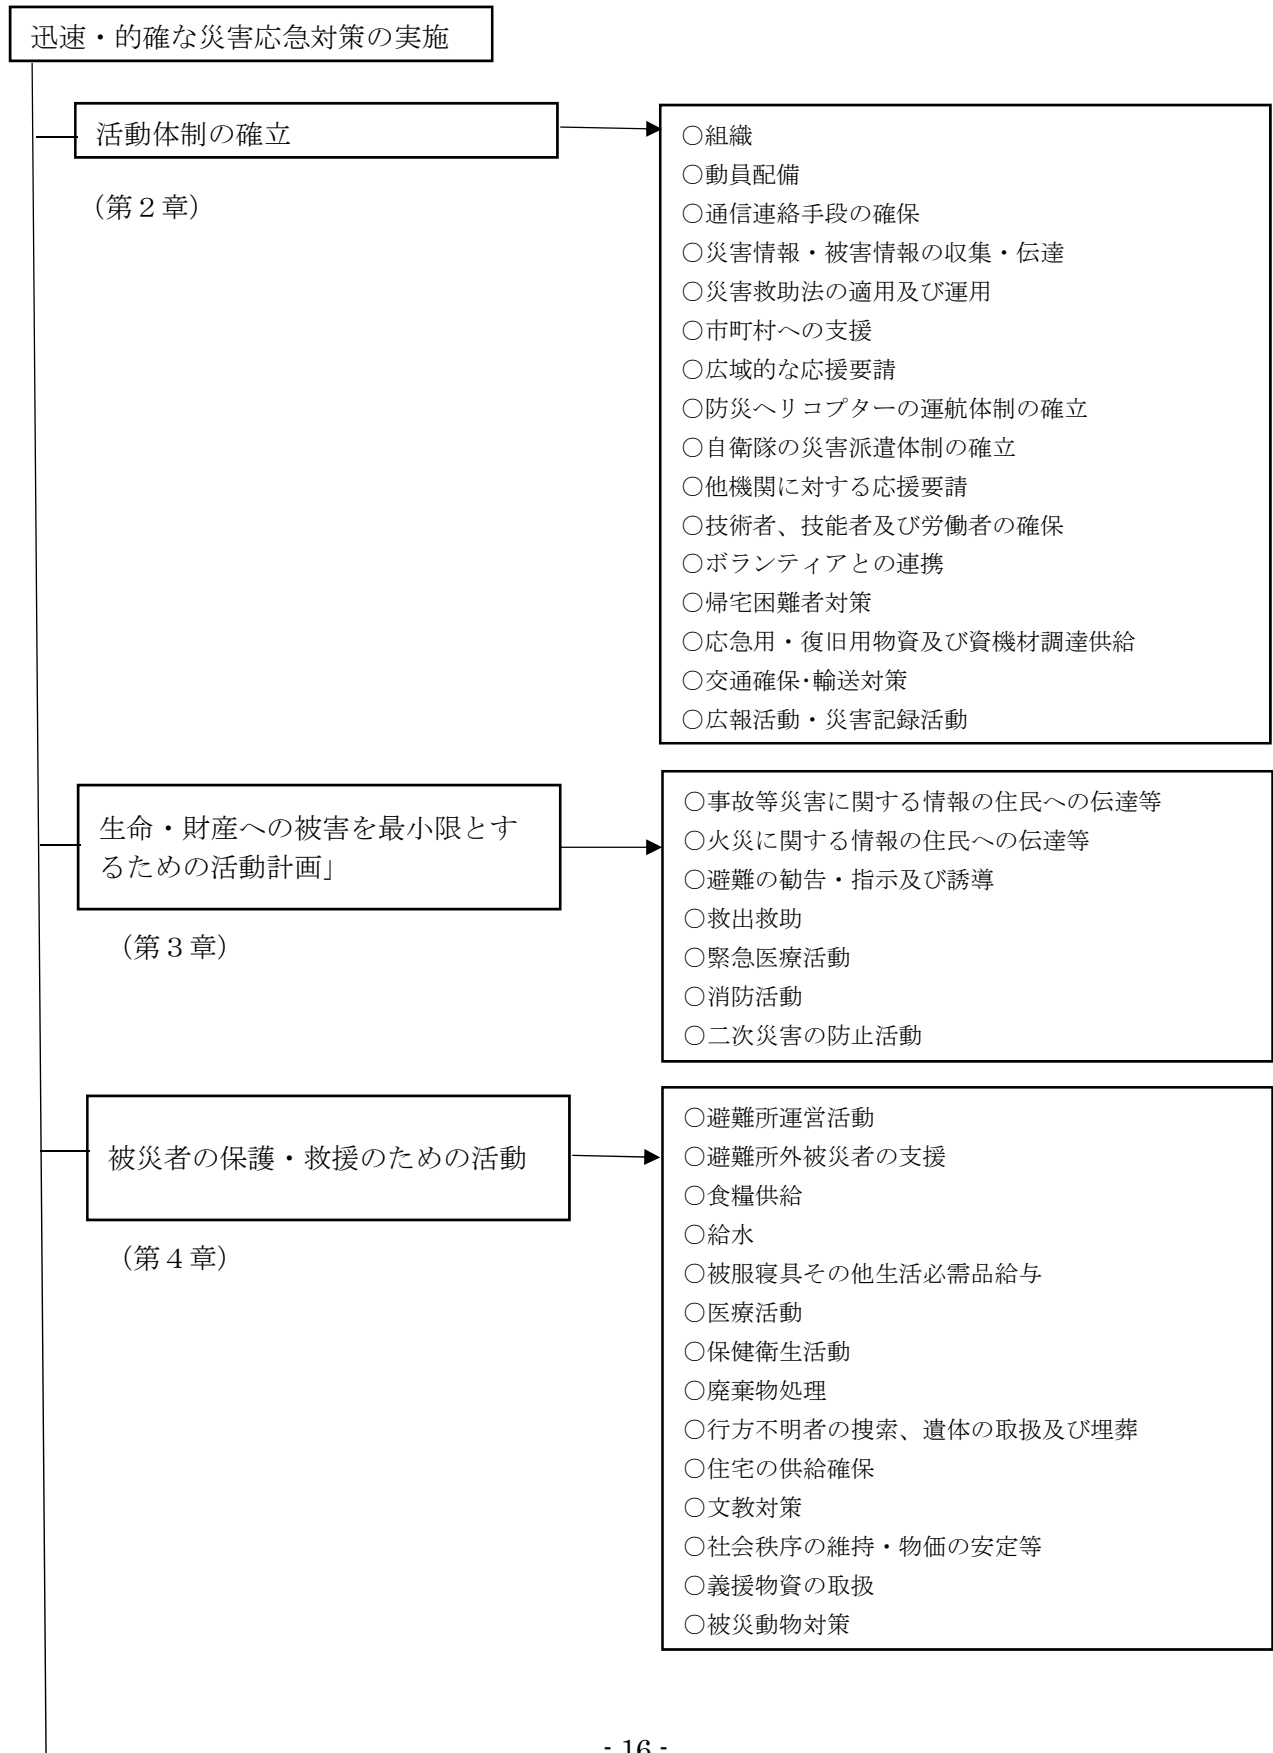 迅速・的確な災害応急対策の実施
活動体制の確立
（第２章）
○組織
○動員配備
○通信連絡手段の確保
○災害情報・被害情報の収集・伝達
○災害救助法の適用及び運用
○市町村への支援
○広域的な応援要請
○防災ヘリコプターの運航体制の確立
○自衛隊の災害派遣体制の確立
○他機関に対する応援要請
○技術者、技能者及び労働者の確保
○ボランティアとの連携
○帰宅困難者対策
○応急用・復旧用物資及び資機材調達供給
○交通確保･輸送対策
○広報活動・災害記録活動
生命・財産への被害を最小限とす
るための活動計画」
（第３章）
○事故等災害に関する情報の住民への伝達等
○火災に関する情報の住民への伝達等
○避難の勧告・指示及び誘導
○救出救助
○緊急医療活動
○消防活動
○二次災害の防止活動
被災者の保護・救援のための活動
（第４章）
○避難所運営活動
○避難所外被災者の支援
○食糧供給
○給水
○被服寝具その他生活必需品給与
○医療活動
○保健衛生活動
○廃棄物処理
○行方不明者の捜索、遺体の取扱及び埋葬
○住宅の供給確保
○文教対策
○社会秩序の維持・物価の安定等
○義援物資の取扱
○被災動物対策
- 16 -